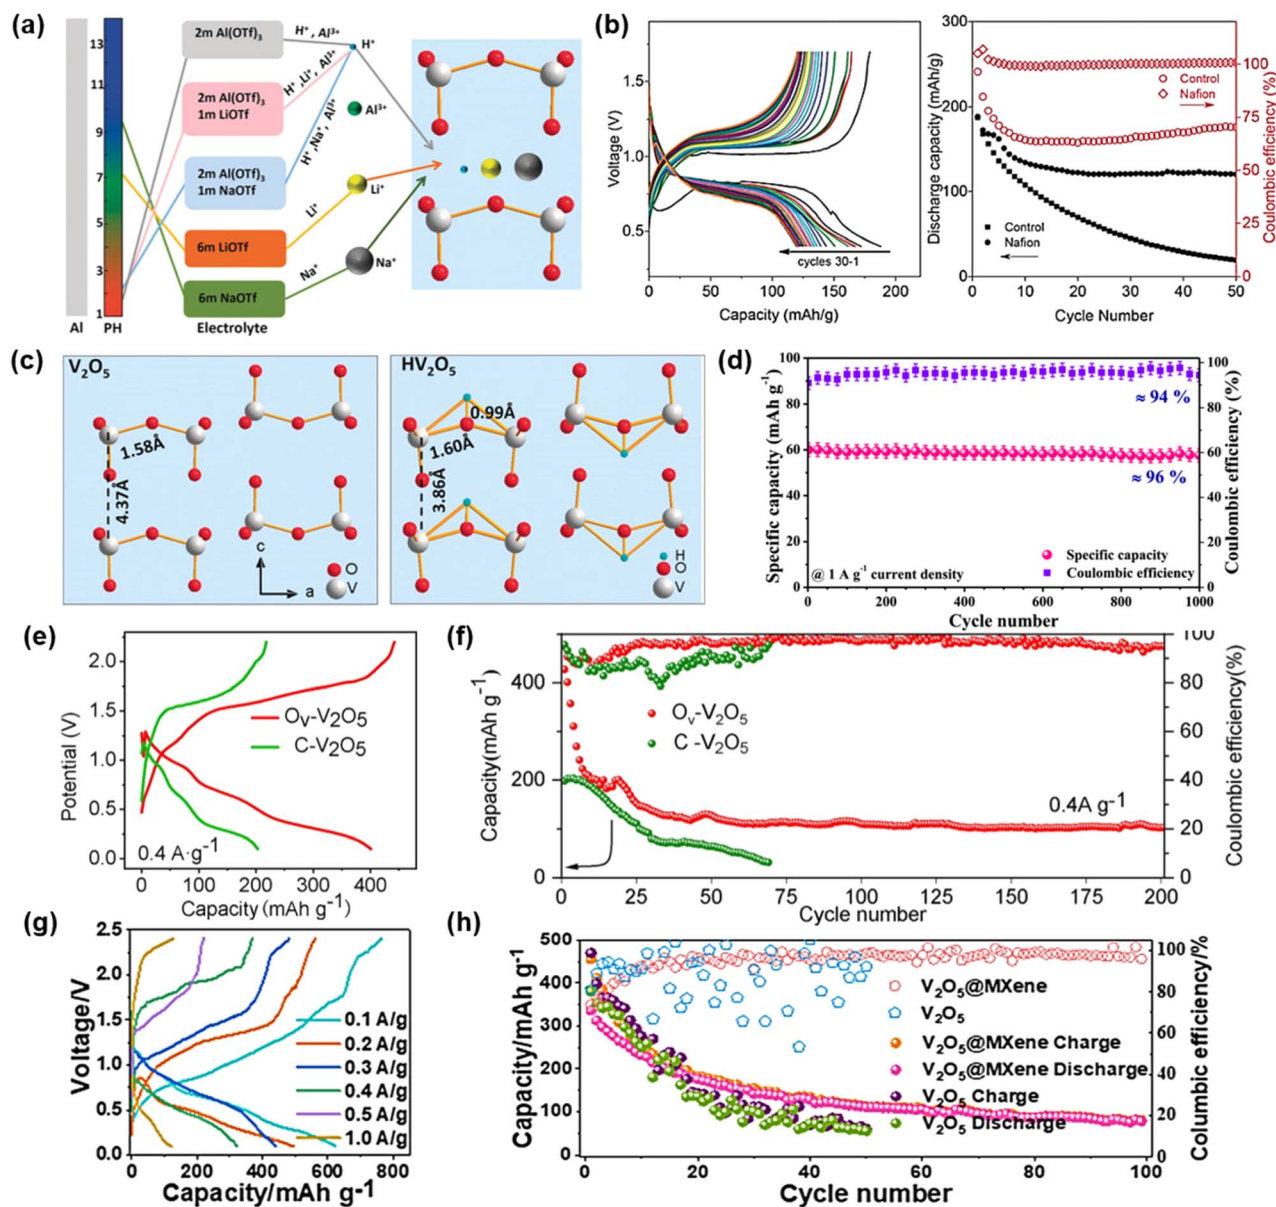 (a)
13
11
9
7
5
3
1
Al
PH
2m Al(OTf)₃
2m Al(OTf)₃
1m LiOTf
2m Al(OTf)₃
1m NaOTf
6m LiOTf
6m NaOTf
Electrolyte
H⁺, Al³⁺
H⁺,Li⁺, Al³⁺
H⁺,Na⁺, Al³⁺
Li⁺
Na⁺
H⁺
Al³⁺
Li⁺
Na⁺
(b)
Voltage (V)
1.5
1.0
0.5
cycles 30-1
0 50 100 150 200
Capacity (mAh/g)
Discharge capacity (mAh/g)
300
200
100
0
Control
Nafion
Control
Nafion
100
75
50
25
0
Coulombic efficiency (%)
0 10 20 30 40 50
Cycle Number
(c)
V₂O₅
1.58Å
4.37Å
c
a
O
V
HV₂O₅
0.99Å
1.60Å
3.86Å
H
O
V
(d)
Specific capacity (mAh g⁻¹)
100
80
60
40
20
0
≈ 94 %
≈ 96 %
Specific capacity
Coulombic efficiency
@ 1 A g⁻¹ current density
100
80
60
40
20
0
Coulombic efficiency (%)
0 200 400 600 800 1000
Cycle number
(e)
Potential (V)
2.0
1.5
1.0
0.5
0.0
Oᵥ-V₂O₅
C-V₂O₅
0.4 A·g⁻¹
0 100 200 300 400
Capacity (mAh g⁻¹)
(f)
Capacity(mAh g⁻¹)
400
200
0
Oᵥ-V₂O₅
C -V₂O₅
0.4A g⁻¹
100
80
60
40
20
0
Coulombic efficiency(%)
0 25 50 75 100 125 150 175 200
Cycle number
(g)
Voltage/V
2.5
2.0
1.5
1.0
0.5
0.0
0.1 A/g
0.2 A/g
0.3 A/g
0.4 A/g
0.5 A/g
1.0 A/g
0 200 400 600 800
Capacity/mAh g-1
(h)
Capacity/mAh g⁻¹
500
450
400
350
300
250
200
150
100
50
0
V₂O₅@MXene
V₂O₅
V₂O₅@MXene Charge
V₂O₅@MXene Discharge
V₂O₅ Charge
V₂O₅ Discharge
100
80
60
40
20
0
Columbic efficiency/%
0 20 40 60 80 100
Cycle number